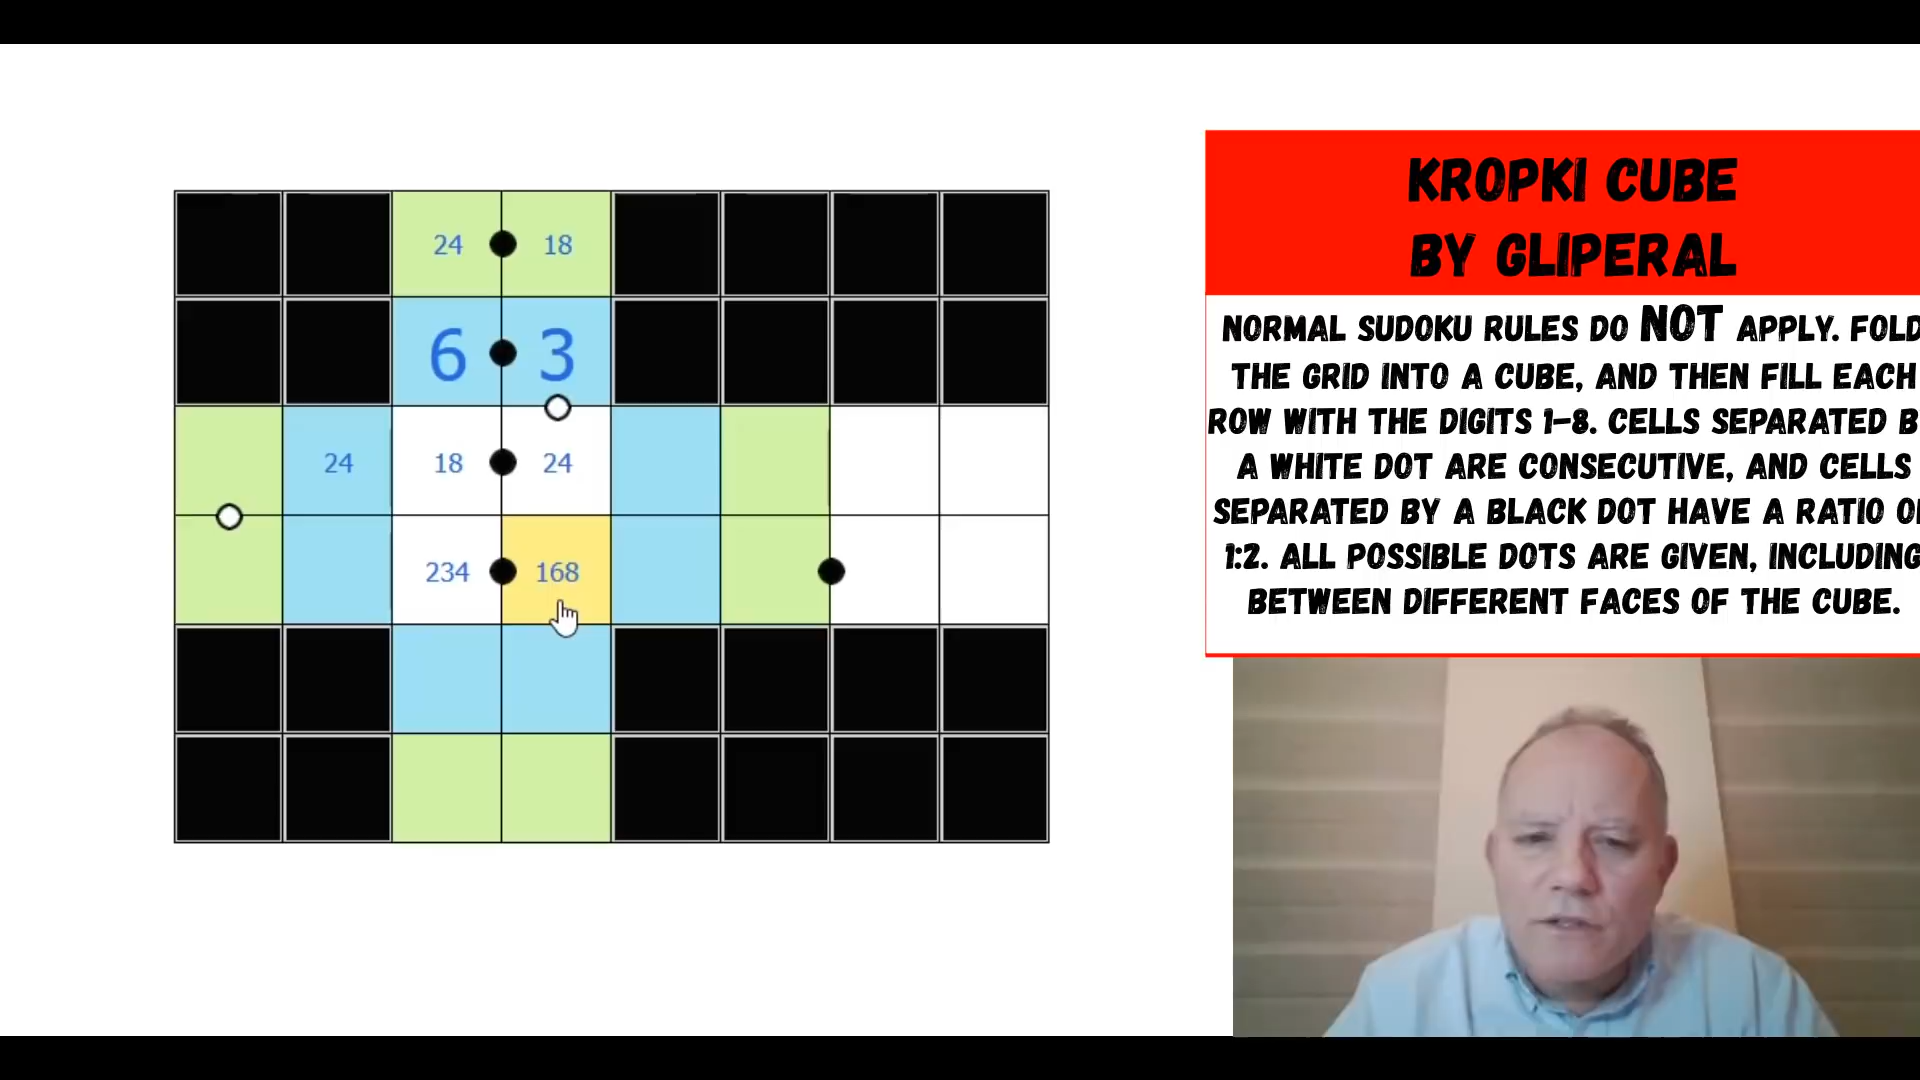 KROPKI CUBE
BY GLIPERAL
NORMAL SUDOKU RULES DO NOT APPLY. FOLD
THE GRID INTO A CUBE, AND THEN FILL EACH
ROW WITH THE DIGITS 1-8. CELLS SEPARATED B
A WHITE DOT ARE CONSECUTIVE, AND CELLS
SEPARATED BY A BLACK DOT HAVE A RATIO O
1:2. ALL POSSIBLE DOTS ARE GIVEN, INCLUDING
BETWEEN DIFFERENT FACES OF THE CUBE.
24 18
6 3
24 18 24
234 168